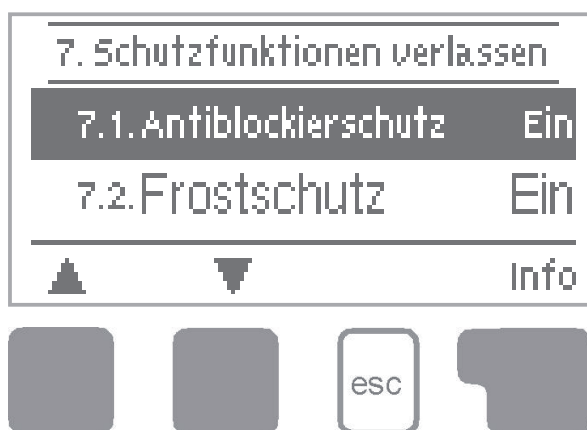 7. Schutzfunktionen verlassen
7.1. Antiblockierschutz Ein
7.2. Frostschutz Ein
Info
esc